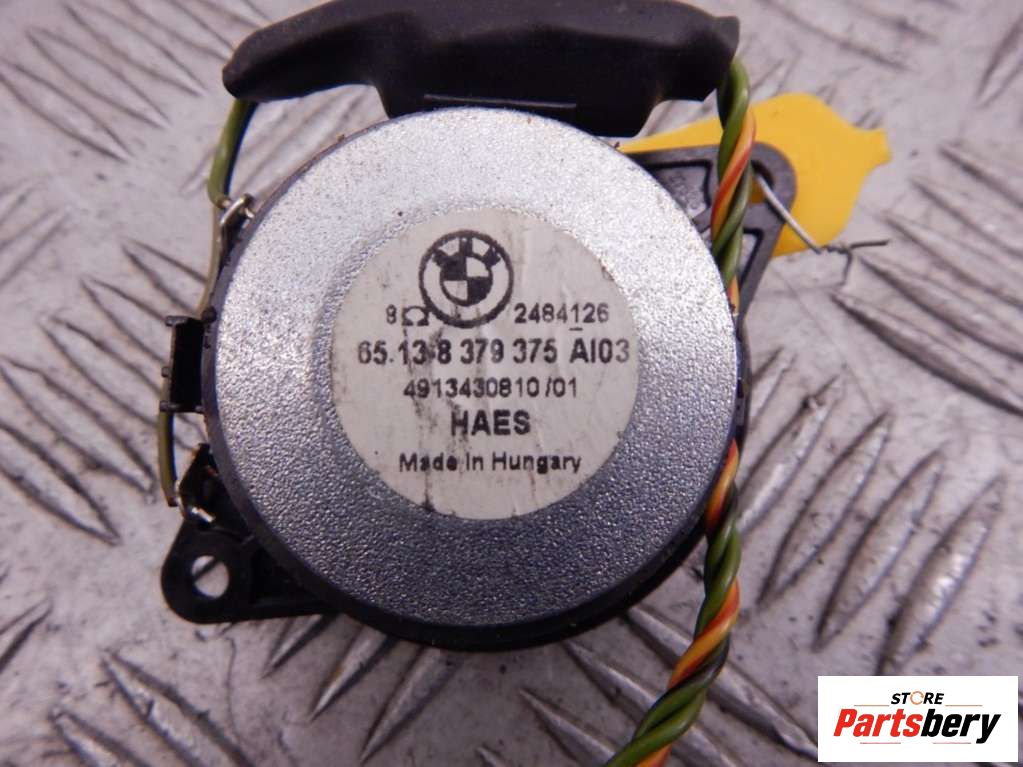 8Ω 2484126
65.13-8 379 375 AI03
4913430810/01
HAES
Made In Hungary
STORE
Partsbery